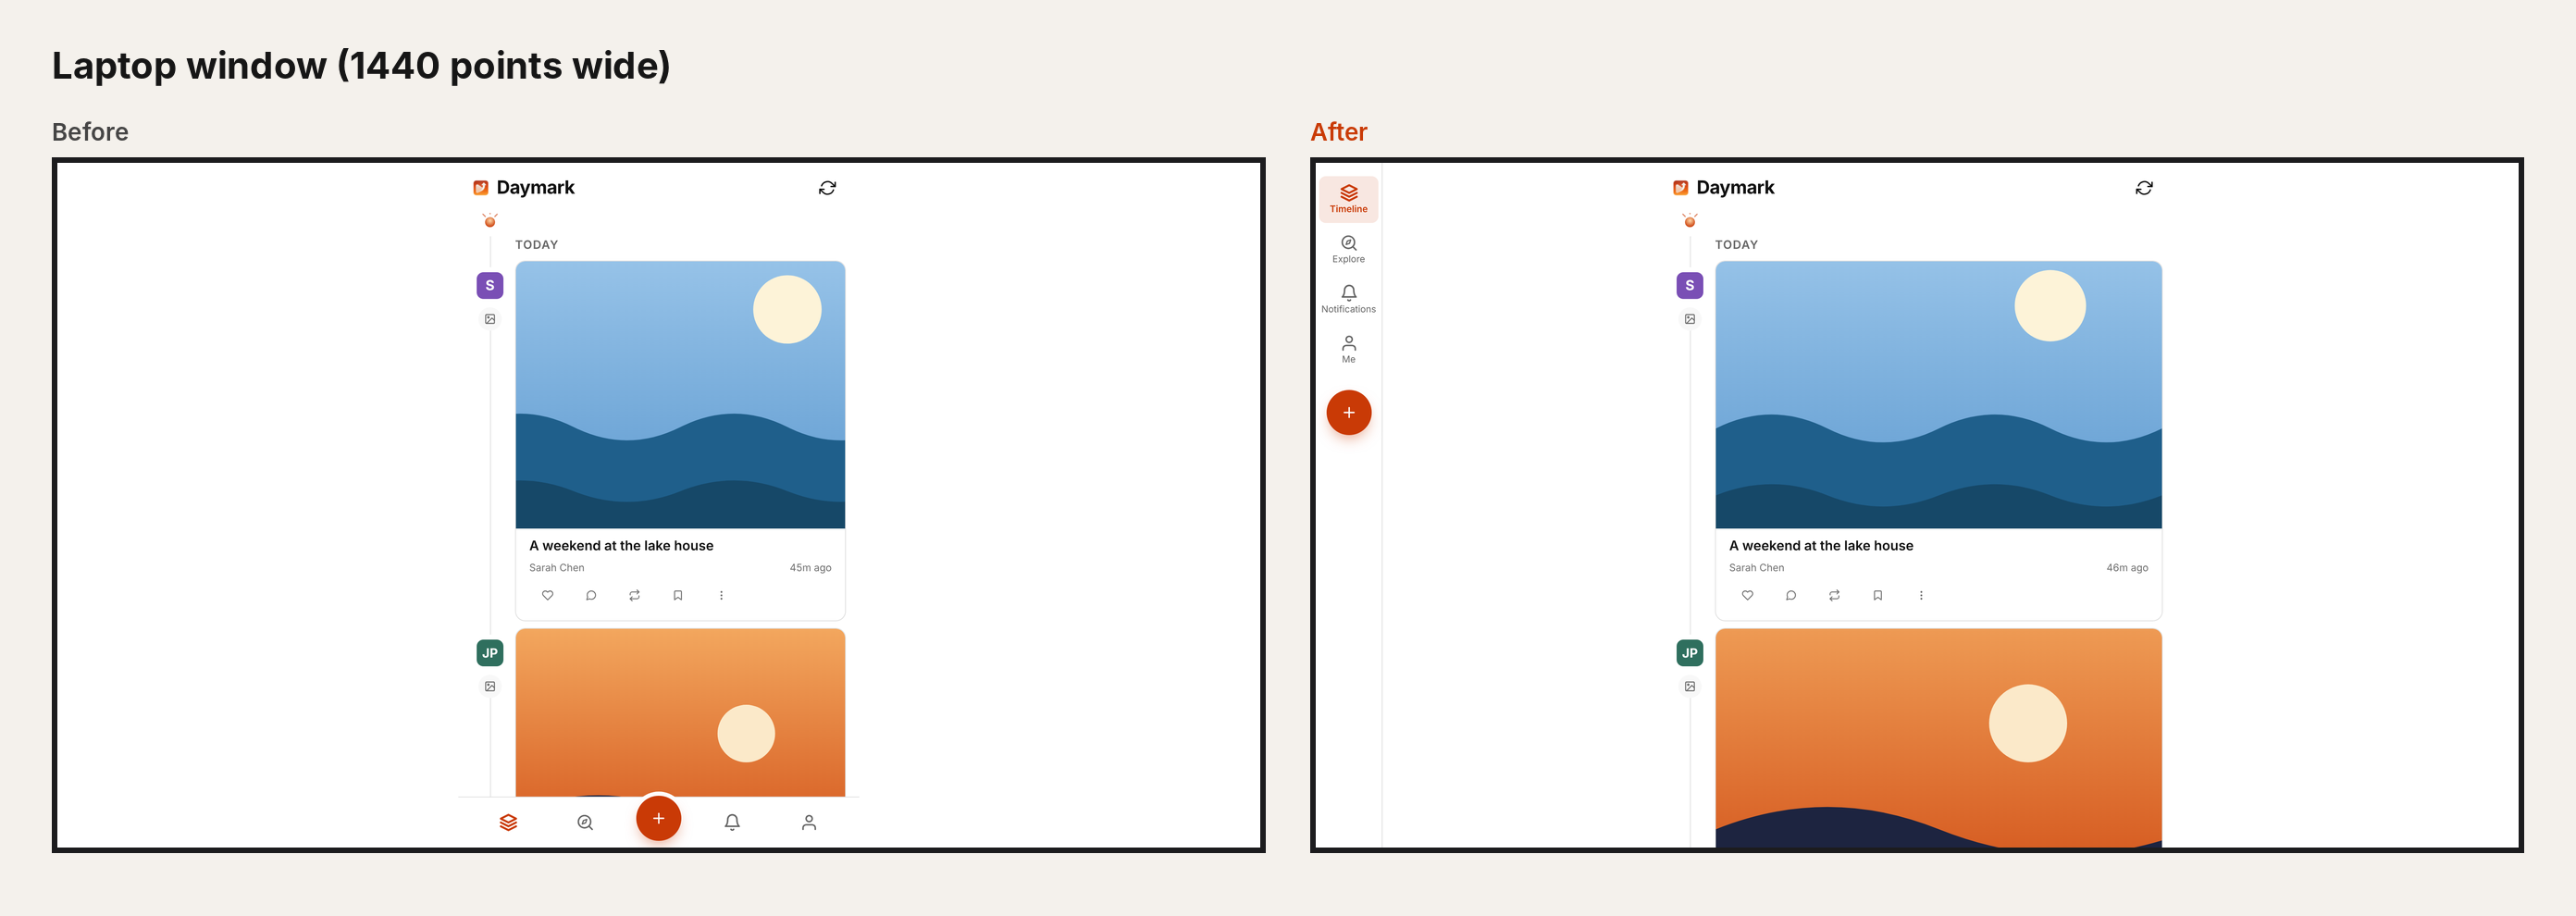 Laptop window (1440 points wide)
Before
Daymark
TODAY
S
A weekend at the lake house
Sarah Chen 45m ago
JP
After
Timeline
Explore
Notifications
Me
Daymark
TODAY
S
A weekend at the lake house
Sarah Chen 46m ago
JP